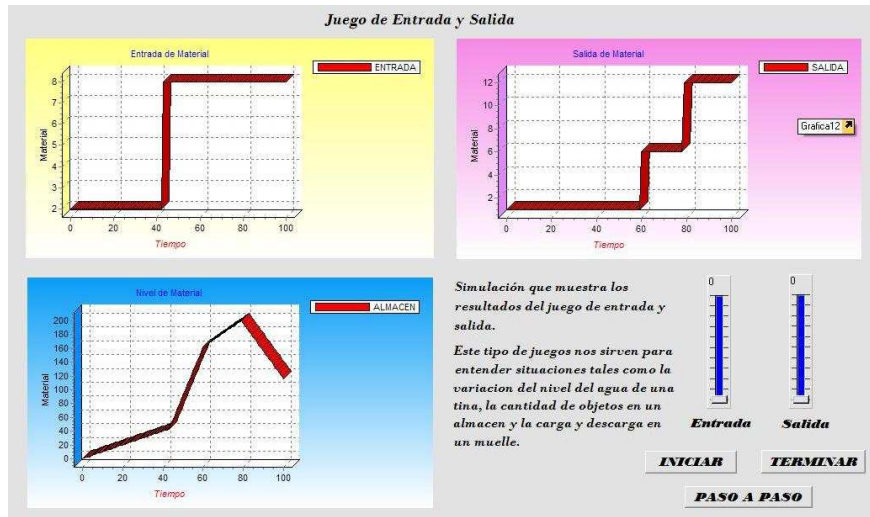 Juego de Entrada y Salida
Entrada de Material
ENTRADA
Material
8
7
6
5
4
3
2
0 20 40 60 80 100
Tiempo
Salida de Material
SALIDA
Grafica12
Material
12
10
8
6
4
2
0 20 40 60 80 100
Tiempo
Nivel de Material
ALMACEN
Material
200
180
160
140
120
100
80
60
40
20
0
0 20 40 60 80 100
Tiempo
Simulación que muestra los
resultados del juego de entrada y
salida.
Este tipo de juegos nos sirven para
entender situaciones tales como la
variacion del nivel del agua de una
tina, la cantidad de objetos en un
almacen y la carga y descarga en
un muelle.
0 0
Entrada Salida
INICIAR TERMINAR
PASO A PASO